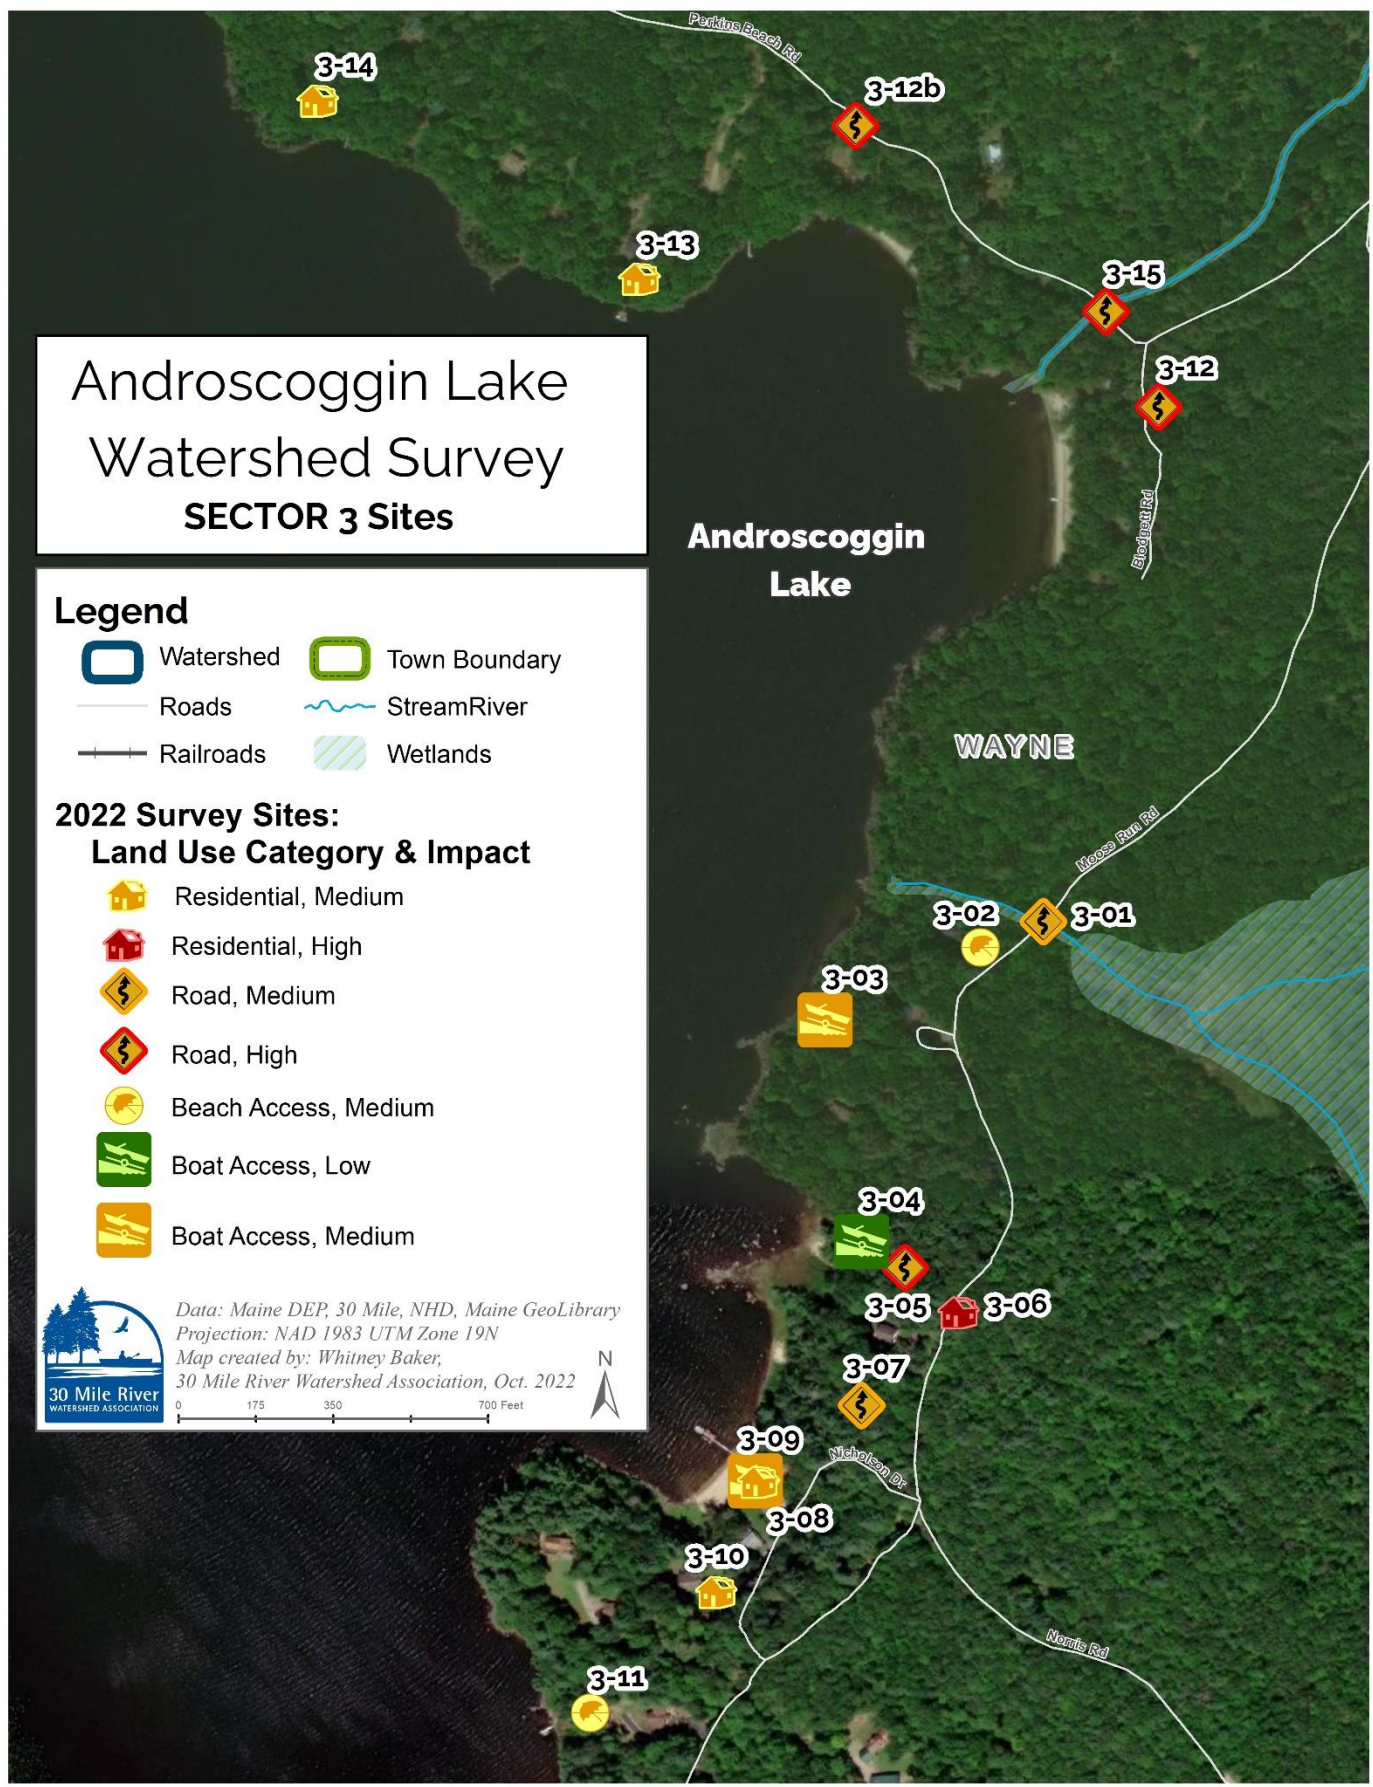 Perkins Beach Rd
3-14
3-12b
3-13
3-15
3-12
Androscoggin Lake
Watershed Survey
SECTOR 3 Sites
Androscoggin
Lake
Blodgett Rd
Legend
Watershed
Town Boundary
Roads
StreamRiver
Railroads
Wetlands
2022 Survey Sites:
Land Use Category & Impact
Residential, Medium
Residential, High
Road, Medium
Road, High
Beach Access, Medium
Boat Access, Low
Boat Access, Medium
Data: Maine DEP, 30 Mile, NHD, Maine GeoLibrary
Projection: NAD 1983 UTM Zone 19N
Map created by: Whitney Baker,
30 Mile River Watershed Association, Oct. 2022
N
0 175 350 700 Feet
30 Mile River
WATERSHED ASSOCIATION
WAYNE
Moose Run Rd
3-02
3-01
3-03
3-04
3-05
3-06
3-07
3-09
Nicholson Dr
3-08
3-10
Norris Rd
3-11